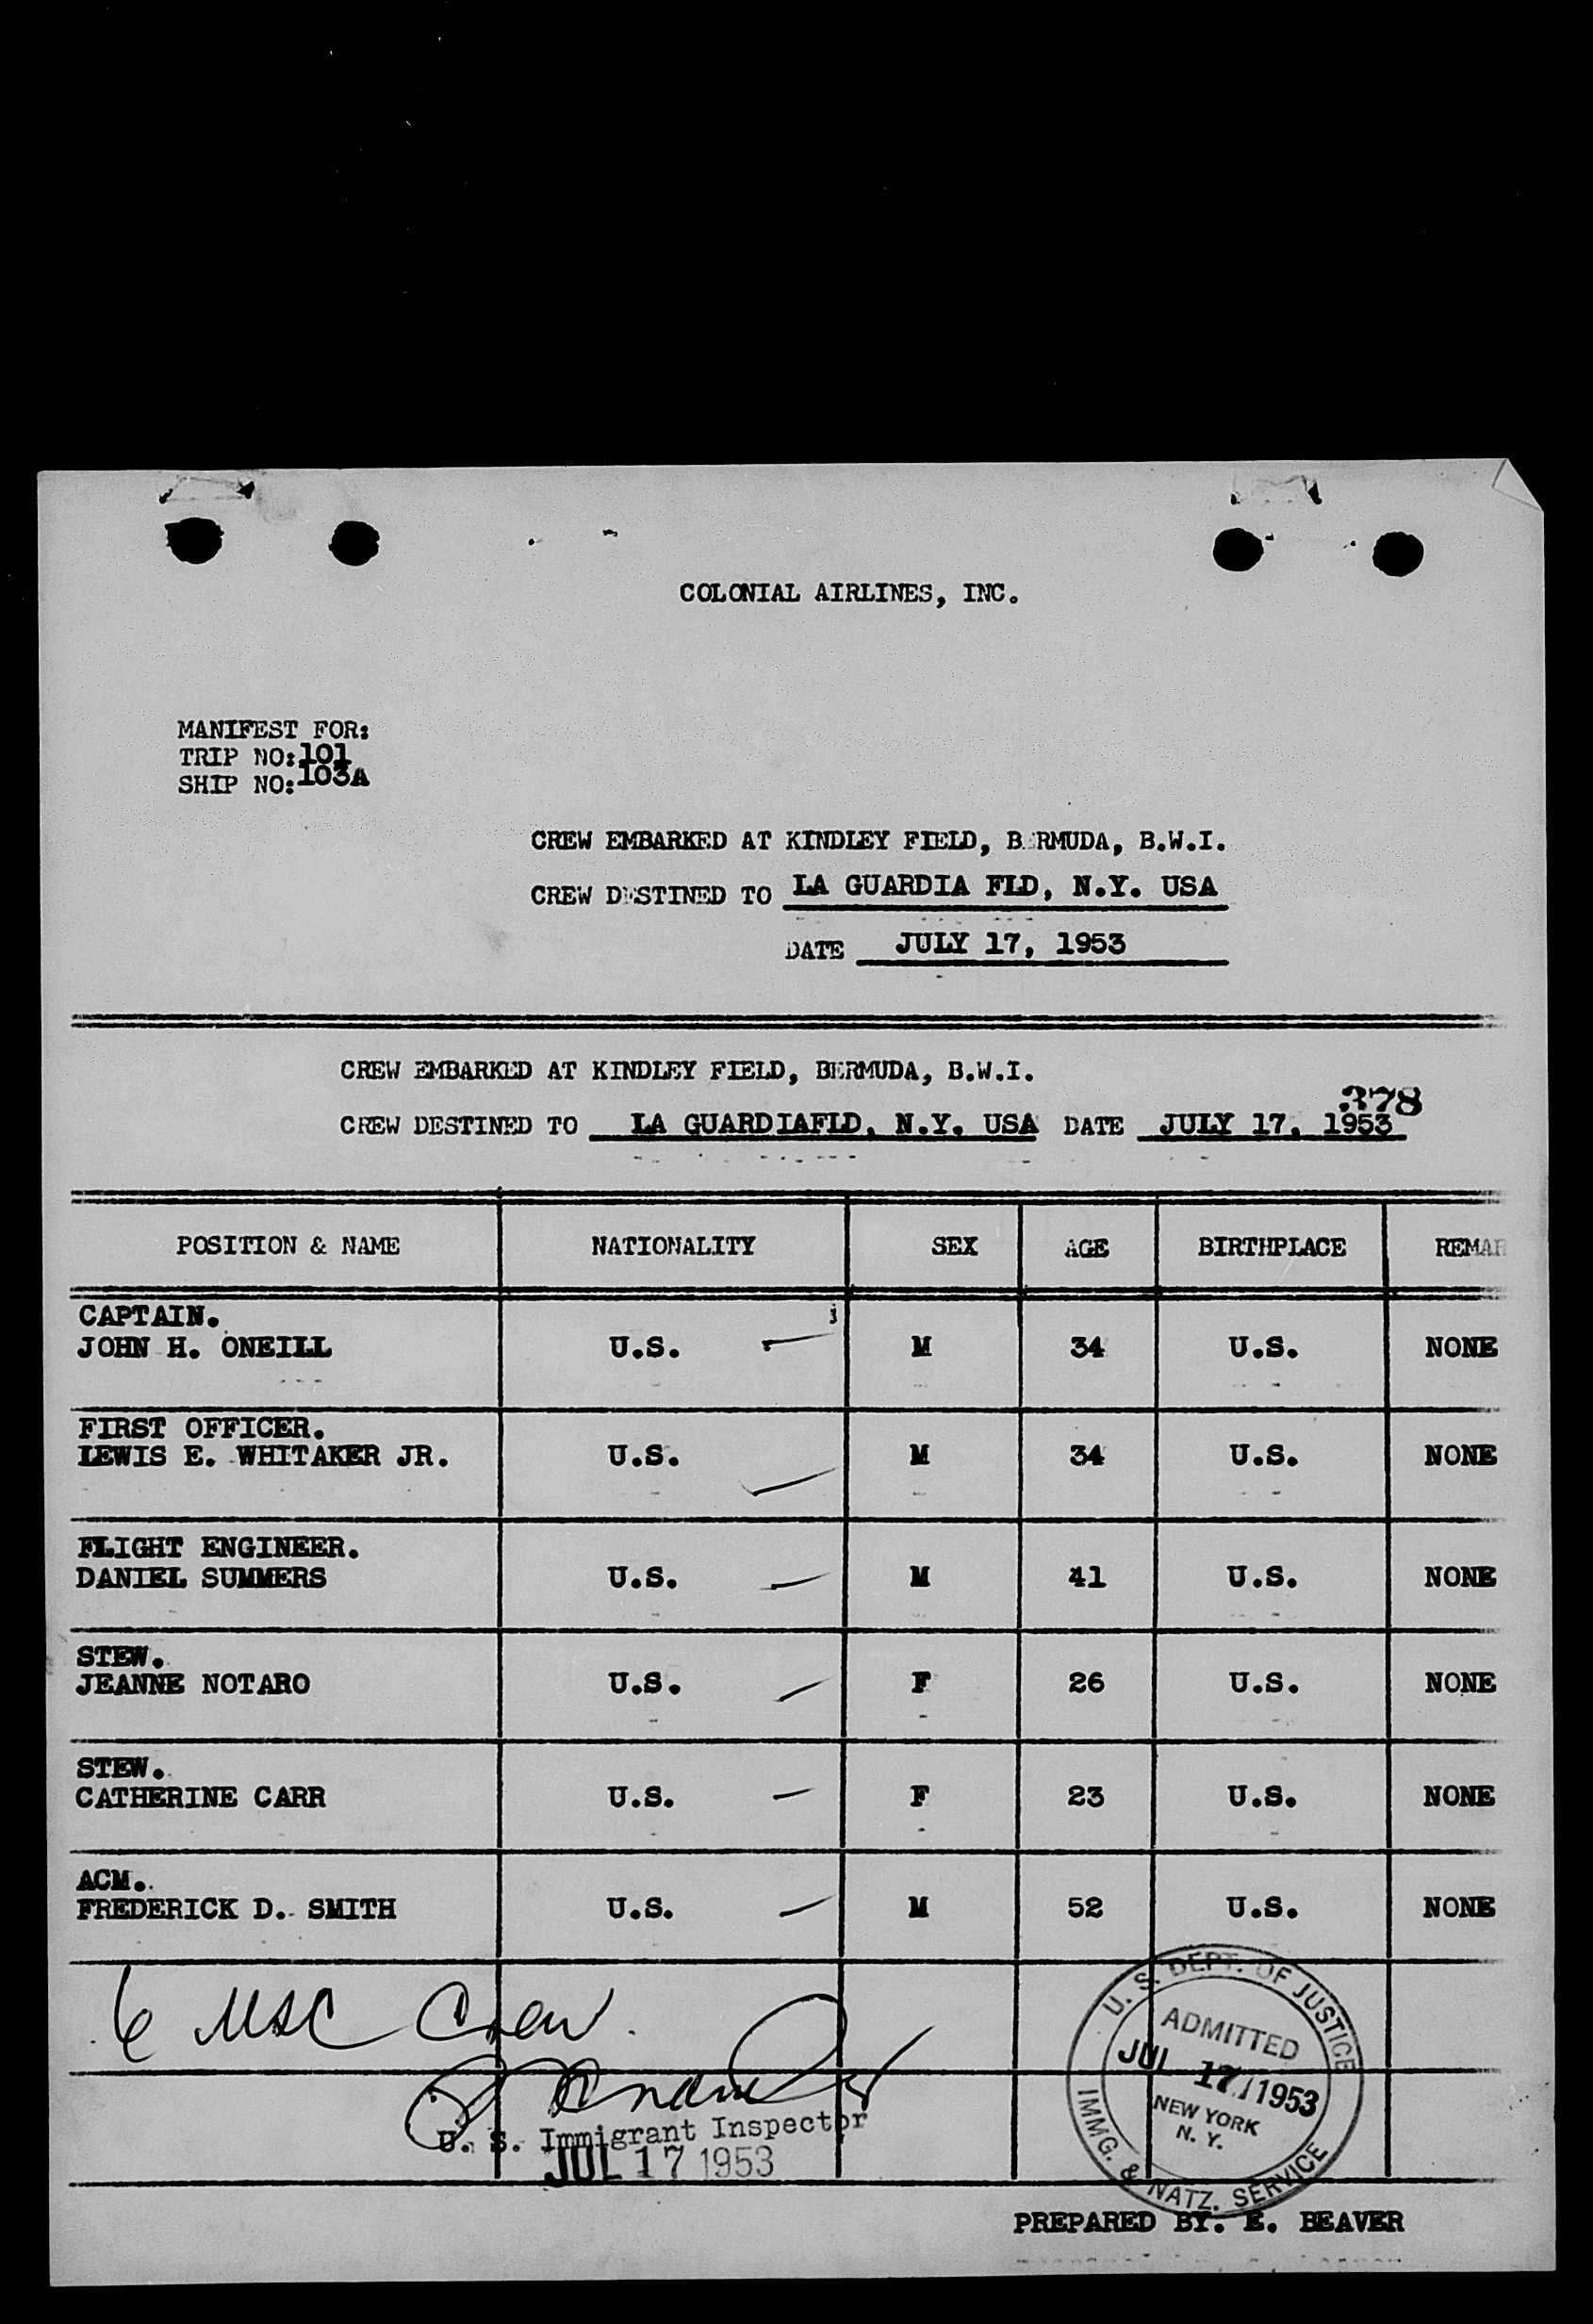 COLONIAL AIRLINES, INC.
MANIFEST FOR:
TRIP NO: 101
SHIP NO: 103A
CREW EMBARKED AT KINDLEY FIELD, BERMUDA, B.W.I.
CREW DESTINED TO LA GUARDIA FLD, N.Y. USA
DATE JULY 17, 1953
CREW EMBARKED AT KINDLEY FIELD, BERMUDA, B.W.I.
378
CREW DESTINED TO LA GUARDIAFLD, N.Y. USA DATE JULY 17, 1953
POSITION & NAME NATIONALITY SEX AGE BIRTHPLACE REMAR
CAPTAIN.
JOHN H. ONEILL U.S. M 34 U.S. NONE
FIRST OFFICER.
LEWIS E. WHITAKER JR. U.S. M 34 U.S. NONE
FLIGHT ENGINEER.
DANIEL SUMMERS U.S. M 41 U.S. NONE
STEW.
JEANNE NOTARO U.S. F 26 U.S. NONE
STEW.
CATHERINE CARR U.S. F 23 U.S. NONE
ACM.
FREDERICK D. SMITH U.S. M 52 U.S. NONE
6 USC Crew
U. S. Immigrant Inspector
JUL 17 1953
U. S. DEPT. OF JUSTICE
ADMITTED
JUL 17 1953
NEW YORK
N. Y.
IMMG. & NATZ. SERVICE
PREPARED BY. E. BEAVER